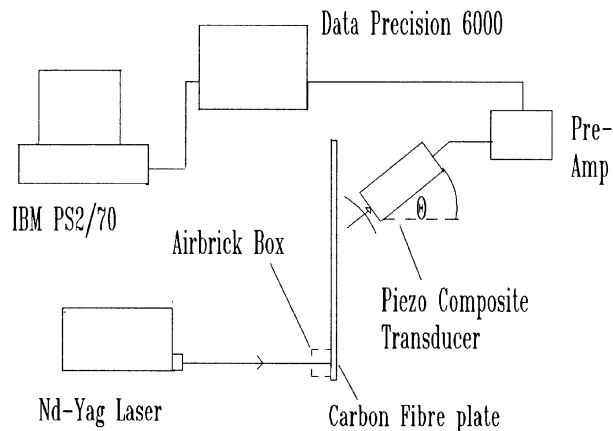 Data Precision 6000
Pre-
Amp
IBM PS2/70
Θ
Airbrick Box
Piezo Composite
Transducer
Nd-Yag Laser
Carbon Fibre plate